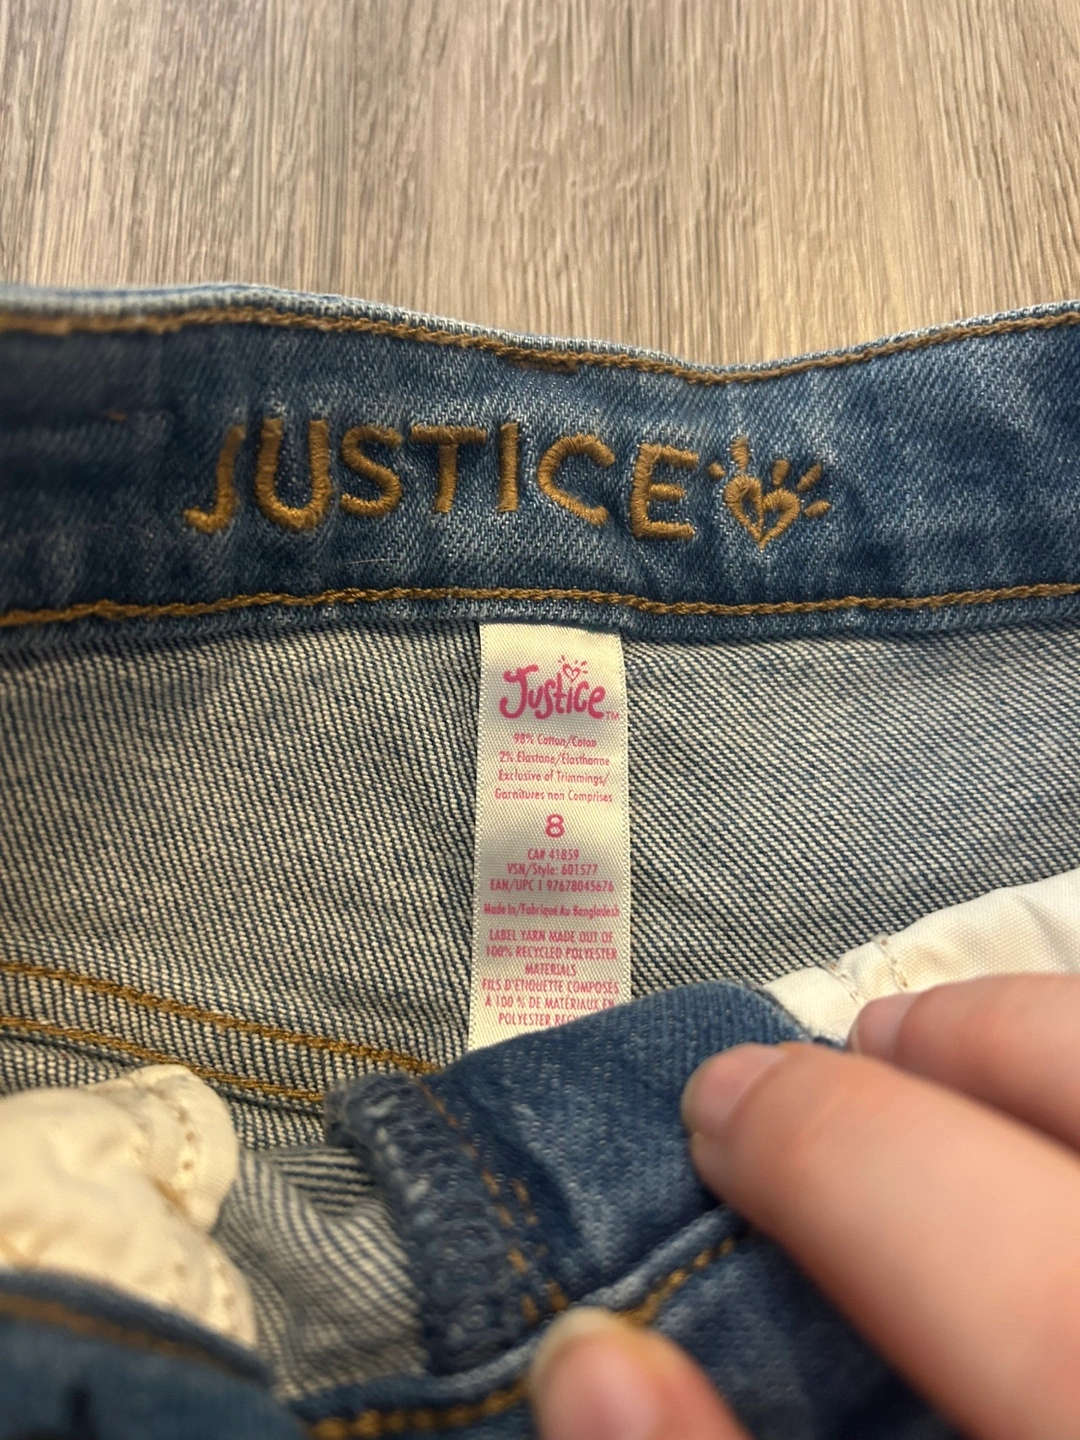 JUSTICE
Justice™
98% Cotton/Coton
2% Elastane/Elasthanne
Exclusive of Trimmings/
Garnitures non Comprises
8
CA# 41859
VSN/Style: 601577
EAN/UPC 1 97678045676
Made In/Fabriqué Au Bangladesh
LABEL YARN MADE OUT OF
100% RECYCLED POLYESTER
MATERIALS
FILS D'ETIQUETTE COMPOSÉS
À 100 % DE MATÉRIAUX EN
POLYESTER